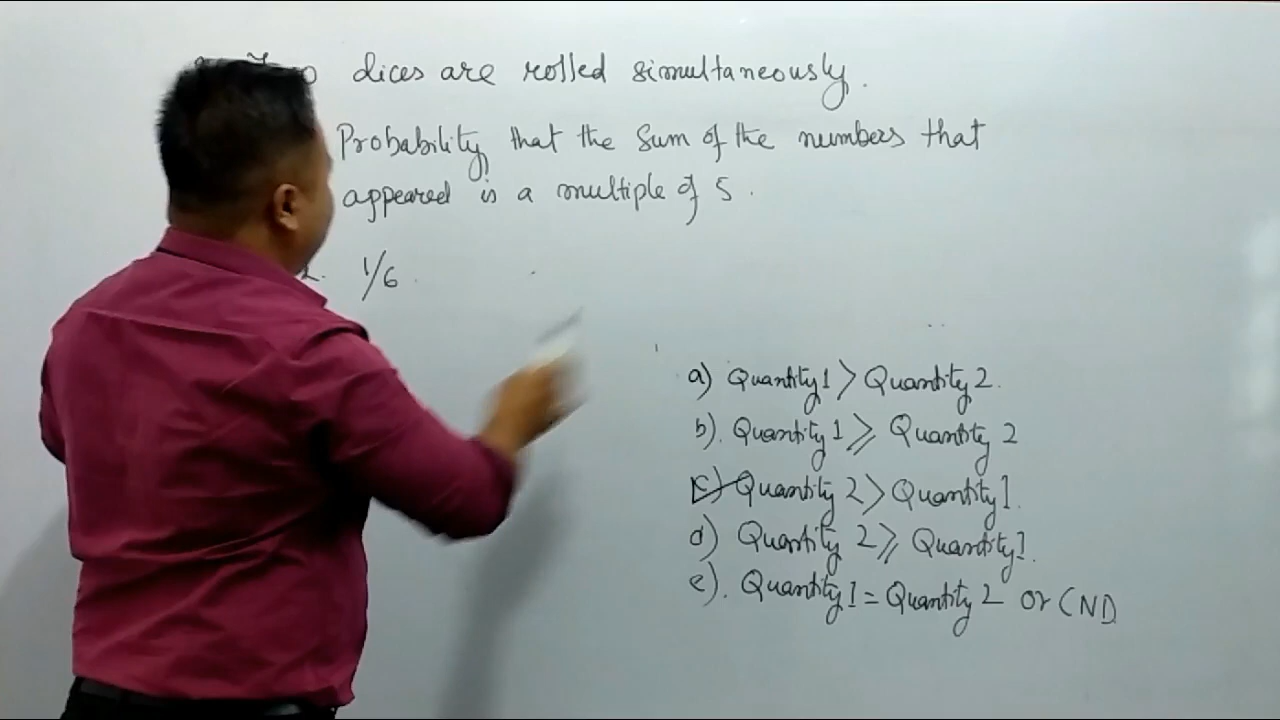 dices are rolled simultaneously.
Probability that the sum of the numbers that
appeared is a multiple of 5.
1/6.
a) Quantity 1 > Quantity 2.
b). Quantity 1 ⩾ Quantity 2
c) Quantity 2 > Quantity 1.
d) Quantity 2 ⩾ Quantity 1.
e). Quantity 1 = Quantity 2 or CND